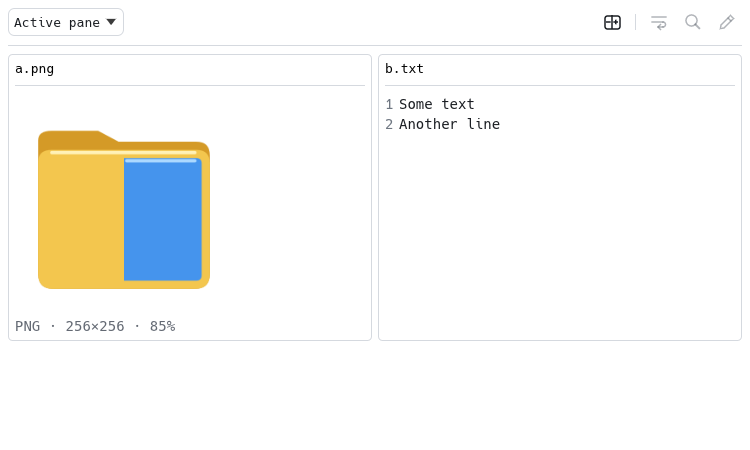 Active pane
a.png
PNG · 256×256 · 85%
b.txt
1 Some text
2 Another line